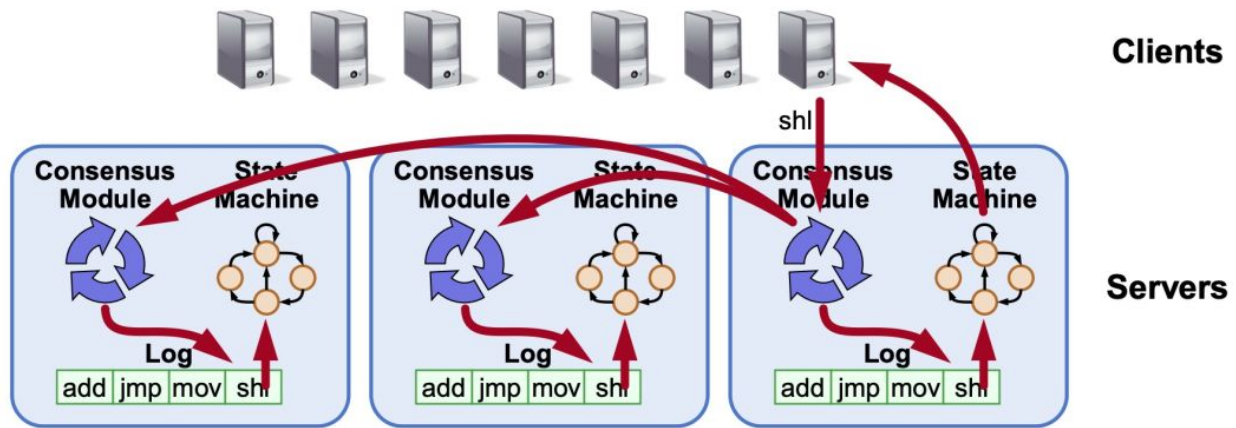 Clients
shl
Consensus Module
State Machine
Consensus Module
State Machine
Consensus Module
State Machine
Servers
Log
Log
Log
add jmp mov shl
add jmp mov shl
add jmp mov shl